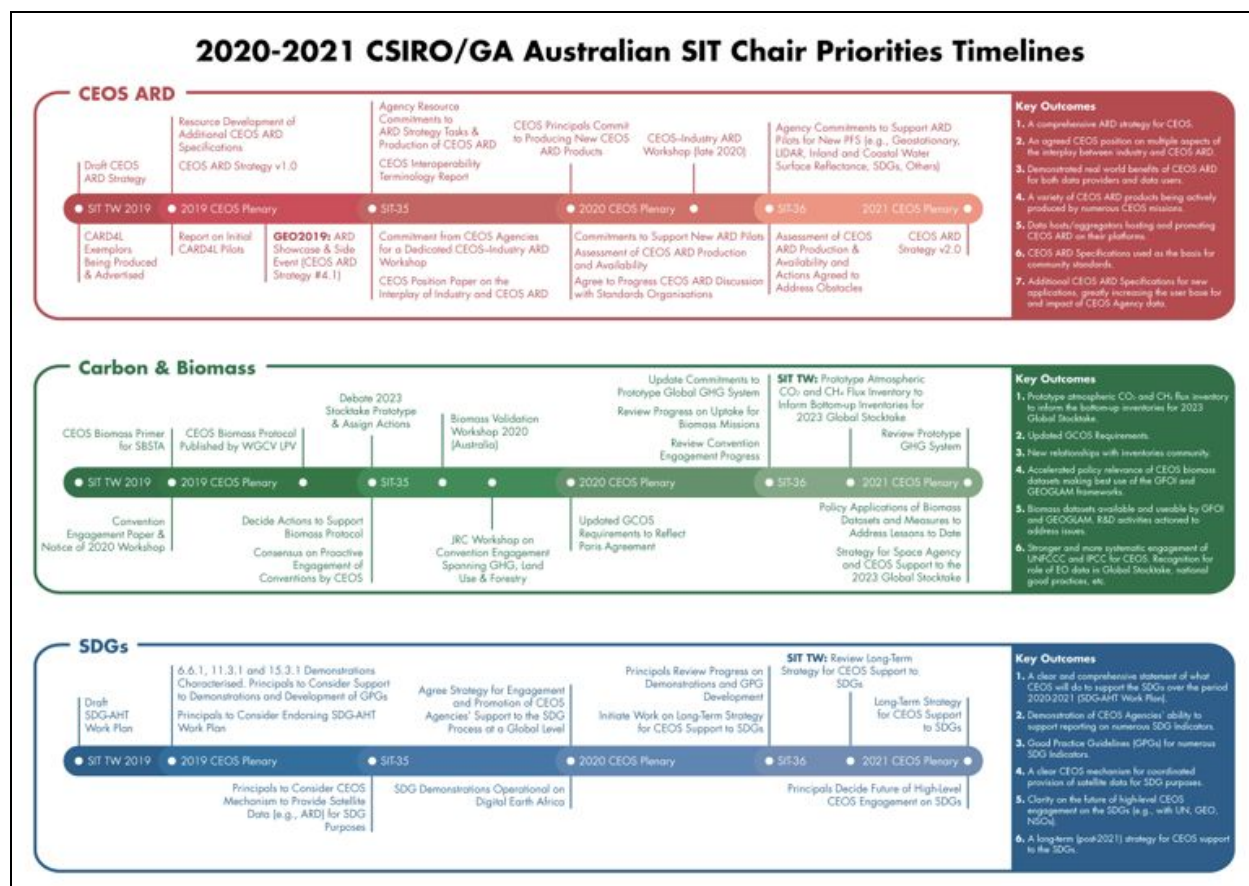 2020-2021 CSIRO/GA Australian SIT Chair Priorities Timelines
CEOS ARD
Draft CEOS
ARD Strategy
Resource Development of
Additional CEOS ARD
Specifications
CEOS ARD Strategy v1.0
Agency Resource
Commitments to
ARD Strategy Tasks &
Production of CEOS ARD
CEOS Interoperability
Terminology Report
CEOS Principals Commit
to Producing New CEOS
ARD Products
CEOS–Industry ARD
Workshop (late 2020)
Agency Commitments to Support ARD
Pilots for New PFS (e.g., Geostationary,
LIDAR, Inland and Coastal Water
Surface Reflectance, SDGs, Others)
SIT TW 2019
2019 CEOS Plenary
SIT-35
2020 CEOS Plenary
SIT-36
2021 CEOS Plenary
CARD4L
Exemplars
Being Produced
& Advertised
Report on Initial
CARD4L Pilots
GEO2019: ARD
Showcase & Side
Event (CEOS ARD
Strategy #4.1)
Commitment from CEOS Agencies
for a Dedicated CEOS–Industry ARD
Workshop
CEOS Position Paper on the
Interplay of Industry and CEOS ARD
Commitments to Support New ARD Pilots
Assessment of CEOS ARD Production
and Availability
Agree to Progress CEOS ARD Discussion
with Standards Organisations
Assessment of CEOS
ARD Production &
Availability and
Actions Agreed to
Address Obstacles
CEOS ARD
Strategy v2.0
Key Outcomes
1. A comprehensive ARD strategy for CEOS.
2. An agreed CEOS position on multiple aspects of
the interplay between industry and CEOS ARD.
3. Demonstrated real world benefits of CEOS ARD
for both data providers and data users.
4. A variety of CEOS ARD products being actively
produced by numerous CEOS missions.
5. Data hosts/aggregators hosting and promoting
CEOS ARD on their platforms.
6. CEOS ARD Specifications used as the basis for
community standards.
7. Additional CEOS ARD Specifications for new
applications, greatly increasing the user base for
and impact of CEOS Agency data.
Carbon & Biomass
CEOS Biomass Primer
for SBSTA
CEOS Biomass Protocol
Published by WGCV LPV
Debate 2023
Stocktake Prototype
& Assign Actions
Biomass Validation
Workshop 2020
(Australia)
Update Commitments to
Prototype Global GHG System
Review Progress on Uptake for
Biomass Missions
Review Convention
Engagement Progress
SIT TW: Prototype Atmospheric
CO₂ and CH₄ Flux Inventory to
Inform Bottom-up Inventories for
2023 Global Stocktake
Review Prototype
GHG System
SIT TW 2019
2019 CEOS Plenary
SIT-35
2020 CEOS Plenary
SIT-36
2021 CEOS Plenary
Convention
Engagement Paper &
Notice of 2020 Workshop
Decide Actions to Support
Biomass Protocol
Consensus on Proactive
Engagement of
Conventions by CEOS
JRC Workshop on
Convention Engagement
Spanning GHG, Land
Use & Forestry
Updated GCOS
Requirements to Reflect
Paris Agreement
Policy Applications of Biomass
Datasets and Measures to
Address Lessons to Date
Strategy for Space Agency
and CEOS Support to the
2023 Global Stocktake
Key Outcomes
1. Prototype atmospheric CO₂ and CH₄ flux inventory
to inform the bottom-up inventories for 2023
Global Stocktake.
2. Updated GCOS Requirements.
3. New relationships with inventories community.
4. Accelerated policy relevance of CEOS biomass
datasets making best use of the GFOI and
GEOGLAM frameworks.
5. Biomass datasets available and useable by GFOI
and GEOGLAM. R&D activities actioned to
address issues.
6. Stronger and more systematic engagement of
UNFCCC and IPCC for CEOS. Recognition for
role of EO data in Global Stocktake, national
good practices, etc.
SDGs
Draft
SDG-AHT
Work Plan
6.6.1, 11.3.1 and 15.3.1 Demonstrations
Characterised. Principals to Consider Support
to Demonstrations and Development of GPGs
Principals to Consider Endorsing SDG-AHT
Work Plan
Agree Strategy for Engagement
and Promotion of CEOS
Agencies' Support to the SDG
Process at a Global Level
Principals Review Progress on
Demonstrations and GPG
Development
Initiate Work on Long-Term Strategy
for CEOS Support to SDGs
SIT TW: Review Long-Term
Strategy for CEOS Support to
SDGs
Long-Term Strategy
for CEOS Support
to SDGs
SIT TW 2019
2019 CEOS Plenary
SIT-35
2020 CEOS Plenary
SIT-36
2021 CEOS Plenary
Principals to Consider CEOS
Mechanism to Provide Satellite
Data (e.g., ARD) for SDG
Purposes
SDG Demonstrations Operational on
Digital Earth Africa
Principals Decide Future of High-Level
CEOS Engagement on SDGs
Key Outcomes
1. A clear and comprehensive statement of what
CEOS will do to support the SDGs over the period
2020-2021 (SDG-AHT Work Plan).
2. Demonstration of CEOS Agencies' ability to
support reporting on numerous SDG Indicators.
3. Good Practice Guidelines (GPGs) for numerous
SDG Indicators.
4. A clear CEOS mechanism for coordinated
provision of satellite data for SDG purposes.
5. Clarity on the future of high-level CEOS
engagement on the SDGs (e.g., with UN, GEO,
NSOs).
6. A long-term (post-2021) strategy for CEOS support
to the SDGs.